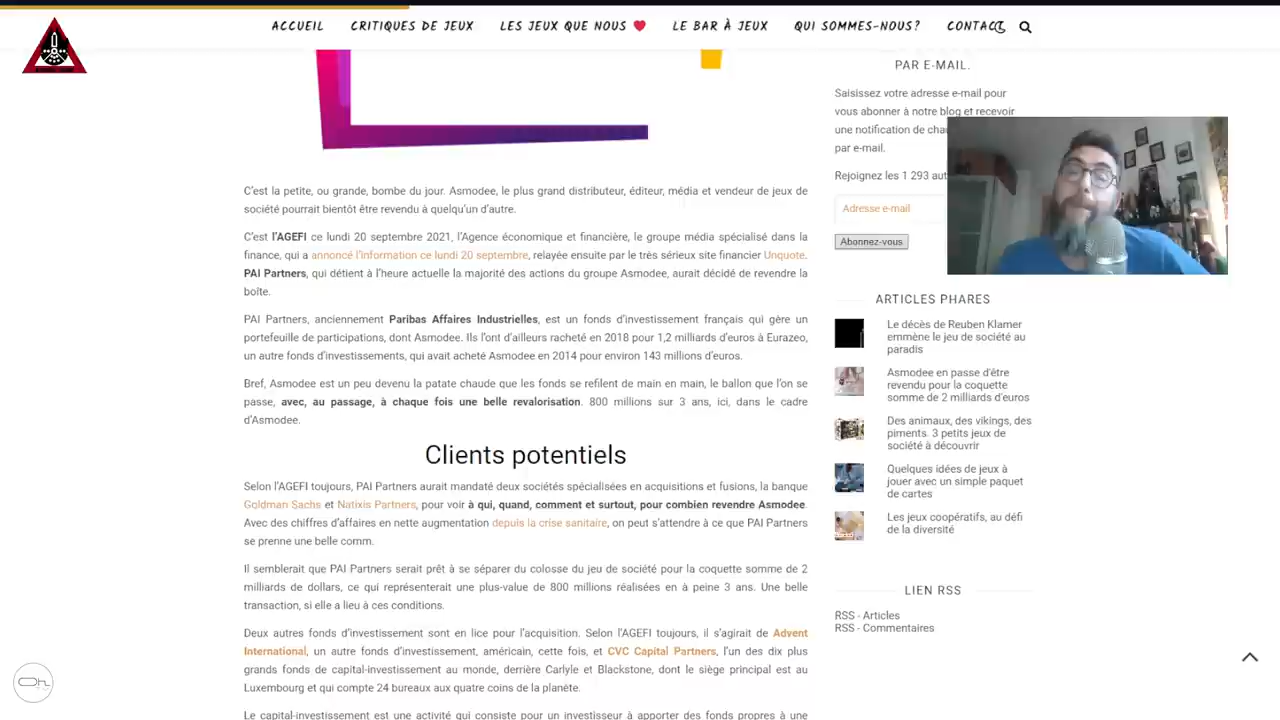 ACCUEIL CRITIQUES DE JEUX LES JEUX QUE NOUS ❤ LE BAR À JEUX QUI SOMMES-NOUS? CONTACT
C'est la petite, ou grande, bombe du jour. Asmodee, le plus grand distributeur, éditeur, média et vendeur de jeux de
société pourrait bientôt être revendu à quelqu'un d'autre.
C'est l'AGEFI ce lundi 20 septembre 2021, l'Agence économique et financière, le groupe média spécialisé dans la
finance, qui a annoncé l'information ce lundi 20 septembre, relayée ensuite par le très sérieux site financier Unquote.
PAI Partners, qui détient à l'heure actuelle la majorité des actions du groupe Asmodee, aurait décidé de revendre la
boîte.
PAI Partners, anciennement Paribas Affaires Industrielles, est un fonds d'investissement français qui gère un
portefeuille de participations, dont Asmodee. Ils l'ont d'ailleurs racheté en 2018 pour 1,2 milliards d'euros à Eurazeo,
un autre fonds d'investissements, qui avait acheté Asmodee en 2014 pour environ 143 millions d'euros.
Bref, Asmodee est un peu devenu la patate chaude que les fonds se refilent de main en main, le ballon que l'on se
passe, avec, au passage, à chaque fois une belle revalorisation. 800 millions sur 3 ans, ici, dans le cadre
d'Asmodee.
Clients potentiels
Selon l'AGEFI toujours, PAI Partners aurait mandaté deux sociétés spécialisées en acquisitions et fusions, la banque
Goldman Sachs et Natixis Partners, pour voir à qui, quand, comment et surtout, pour combien revendre Asmodee.
Avec des chiffres d'affaires en nette augmentation depuis la crise sanitaire, on peut s'attendre à ce que PAI Partners
se prenne une belle comm.
Il semblerait que PAI Partners serait prêt à se séparer du colosse du jeu de société pour la coquette somme de 2
milliards de dollars, ce qui représenterait une plus-value de 800 millions réalisées en à peine 3 ans. Une belle
transaction, si elle a lieu à ces conditions.
Deux autres fonds d'investissement sont en lice pour l'acquisition. Selon l'AGEFI toujours, il s'agirait de Advent
International, un autre fonds d'investissement, américain, cette fois, et CVC Capital Partners, l'un des dix plus
grands fonds de capital-investissement au monde, derrière Carlyle et Blackstone, dont le siège principal est au
Luxembourg et qui compte 24 bureaux aux quatre coins de la planète.
Le capital-investissement est une activité qui consiste pour un investisseur à apporter des fonds propres à une
PAR E-MAIL.
Saisissez votre adresse e-mail pour
vous abonner à notre blog et recevoir
une notification de
par e-mail.
Rejoignez les 1 293
Adresse e-mail
Abonnez-vous
ARTICLES PHARES
Le décès de Reuben Klamer
emmène le jeu de société au
paradis
Asmodee en passe d'être
revendu pour la coquette
somme de 2 milliards d'euros
Des animaux, des vikings, des
piments. 3 petits jeux de
société à découvrir
Quelques idées de jeux à
jouer avec un simple paquet
de cartes
Les jeux coopératifs, au défi
de la diversité
LIEN RSS
RSS - Articles
RSS - Commentaires